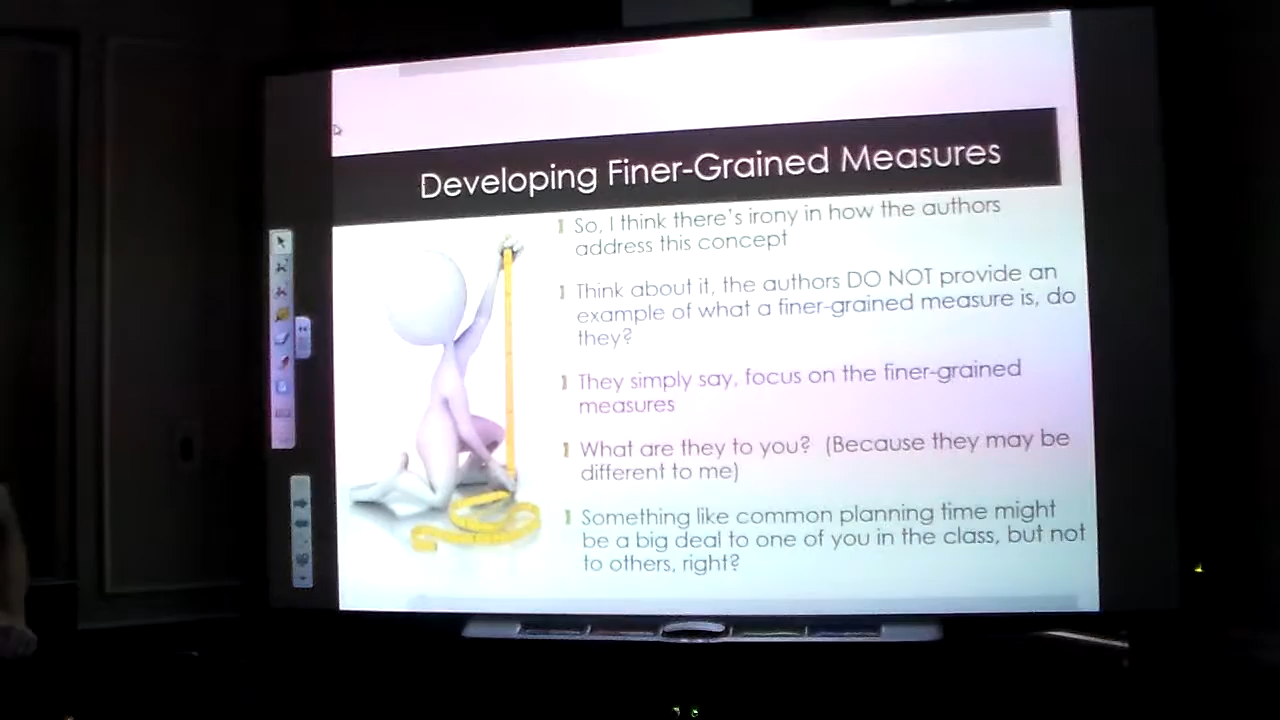 Developing Finer-Grained Measures
So, I think there's irony in how the authors
address this concept
Think about it, the authors DO NOT provide an
example of what a finer-grained measure is, do
they?
They simply say, focus on the finer-grained
measures
What are they to you? (Because they may be
different to me)
Something like common planning time might
be a big deal to one of you in the class, but not
to others, right?